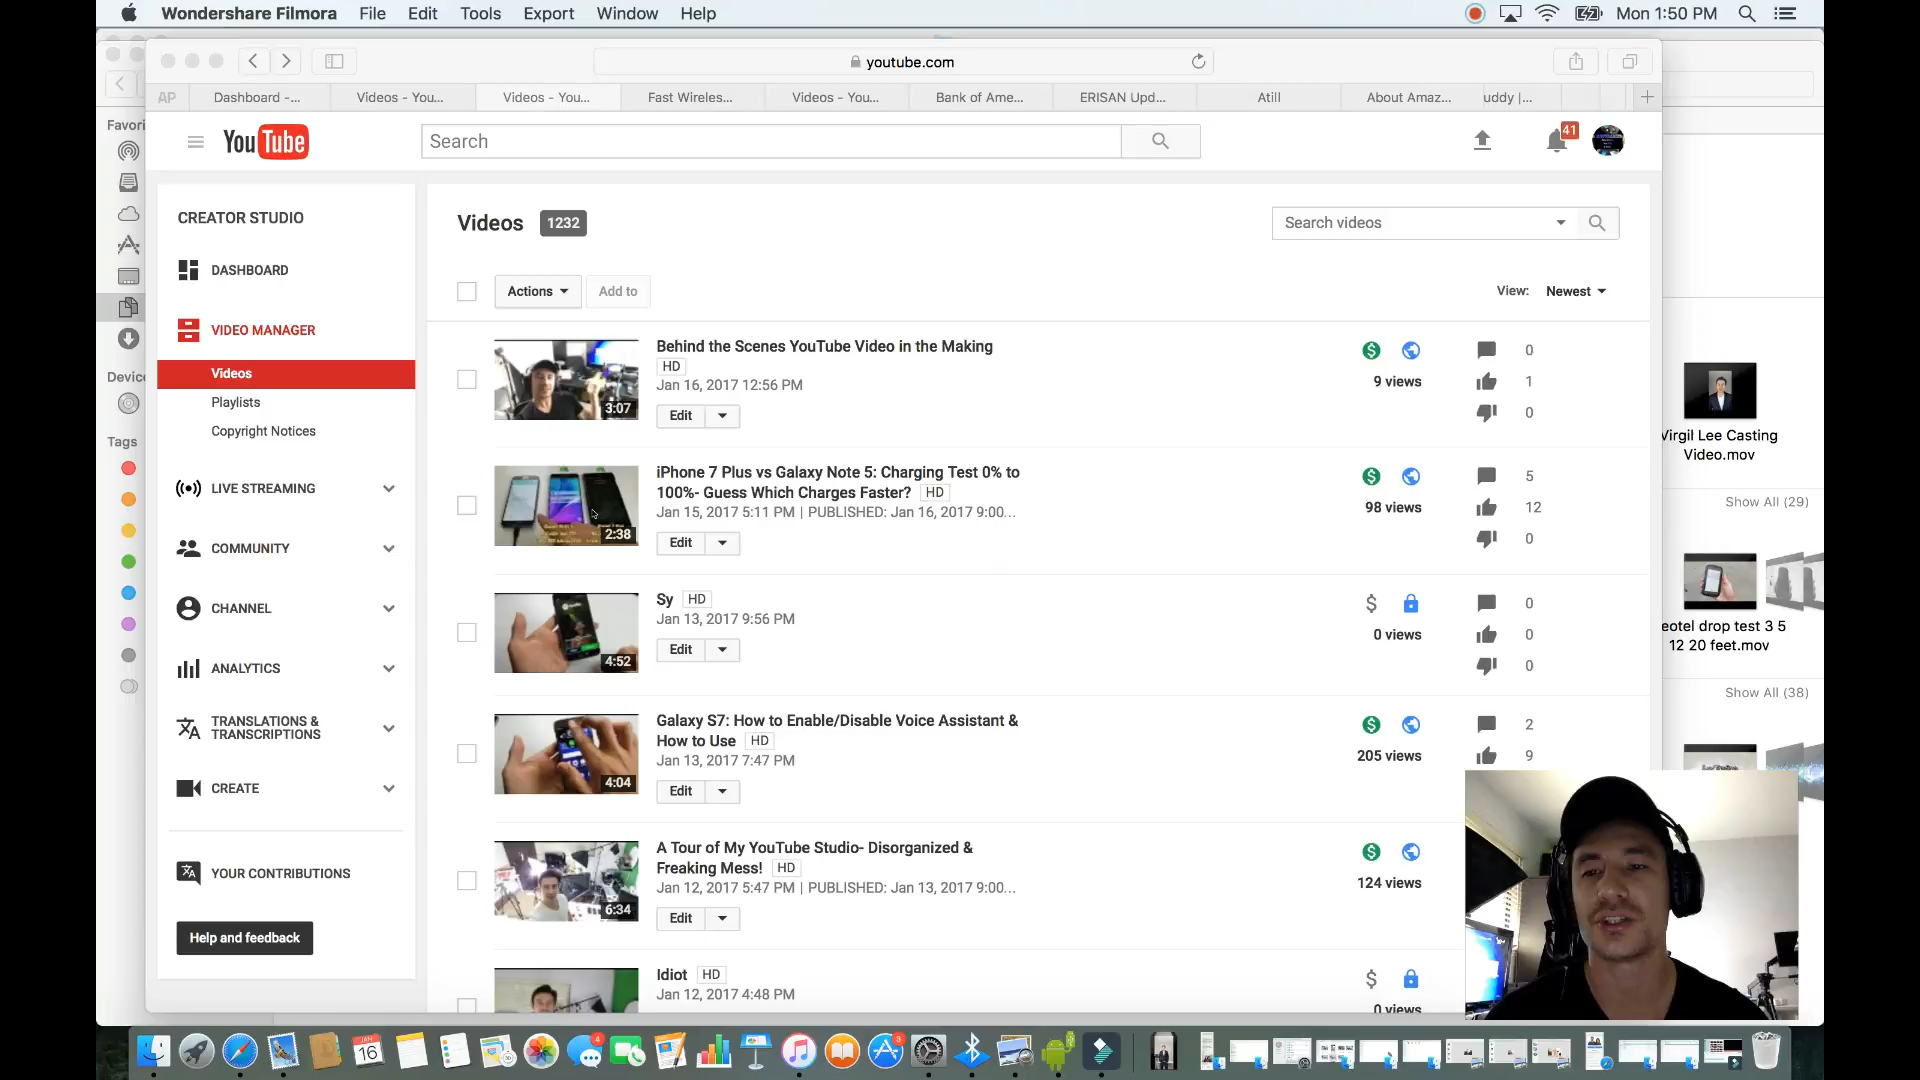 Wondershare Filmora File Edit Tools Export Window Help Mon 1:50 PM
youtube.com
AP Dashboard -... Videos - You... Videos - You... Fast Wireles... Videos - You... Bank of Ame... ERISAN Upd... Atill About Amaz... uddy |...
YouTube Search 41
Favori
Devic
Tags
CREATOR STUDIO
DASHBOARD
VIDEO MANAGER
Videos
Playlists
Copyright Notices
LIVE STREAMING
COMMUNITY
CHANNEL
ANALYTICS
TRANSLATIONS &
TRANSCRIPTIONS
CREATE
YOUR CONTRIBUTIONS
Help and feedback
Videos 1232 Search videos
Actions Add to View: Newest
Behind the Scenes YouTube Video in the Making
HD
Jan 16, 2017 12:56 PM
Edit
3:07
9 views
0
1
0
iPhone 7 Plus vs Galaxy Note 5: Charging Test 0% to
100%- Guess Which Charges Faster? HD
Jan 15, 2017 5:11 PM | PUBLISHED: Jan 16, 2017 9:00...
Edit
2:38
98 views
5
12
0
Sy HD
Jan 13, 2017 9:56 PM
Edit
4:52
0 views
0
0
0
Galaxy S7: How to Enable/Disable Voice Assistant &
How to Use HD
Jan 13, 2017 7:47 PM
Edit
4:04
205 views
2
9
A Tour of My YouTube Studio- Disorganized &
Freaking Mess! HD
Jan 12, 2017 5:47 PM | PUBLISHED: Jan 13, 2017 9:00...
Edit
6:34
124 views
Idiot HD
Jan 12, 2017 4:48 PM
0 views
Virgil Lee Casting
Video.mov
Show All (29)
eotel drop test 3 5
12 20 feet.mov
Show All (38)
JAN
16
4
3